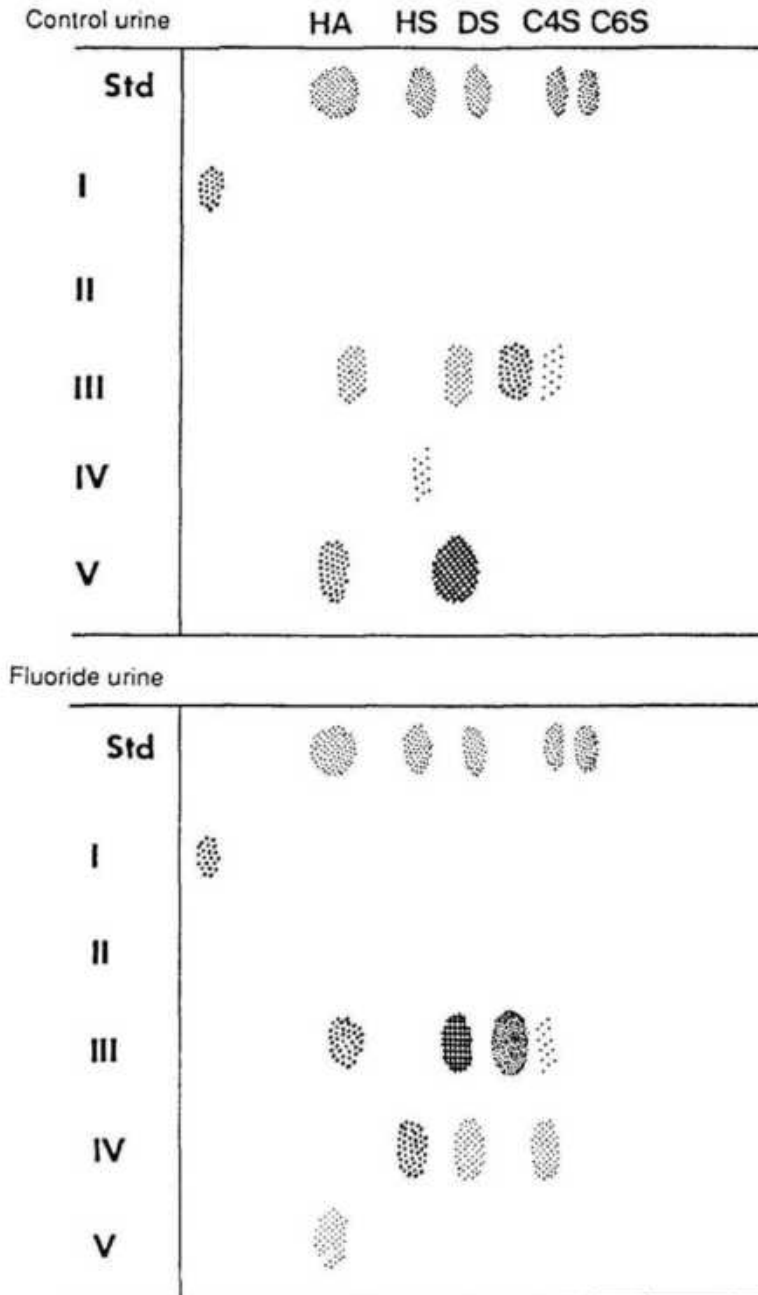 Control urine HA HS DS C4S C6S
Std
I
II
III
IV
V
Fluoride urine
Std
I
II
III
IV
V